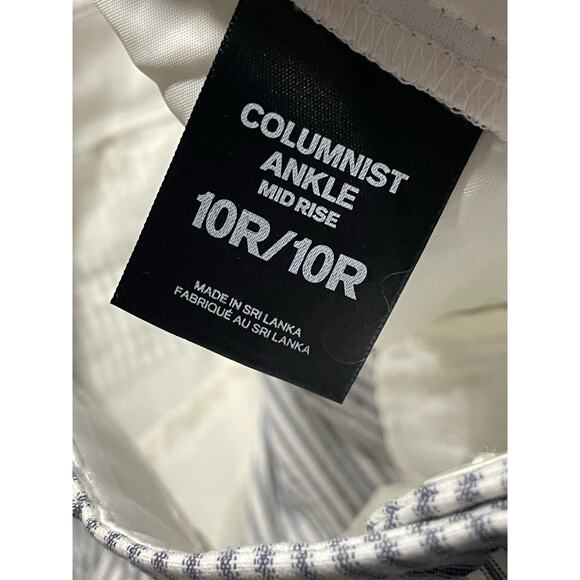 COLUMNIST
ANKLE
MID RISE
10R/10R
MADE IN SRI LANKA
FABRIQUÉ AU SRI LANKA